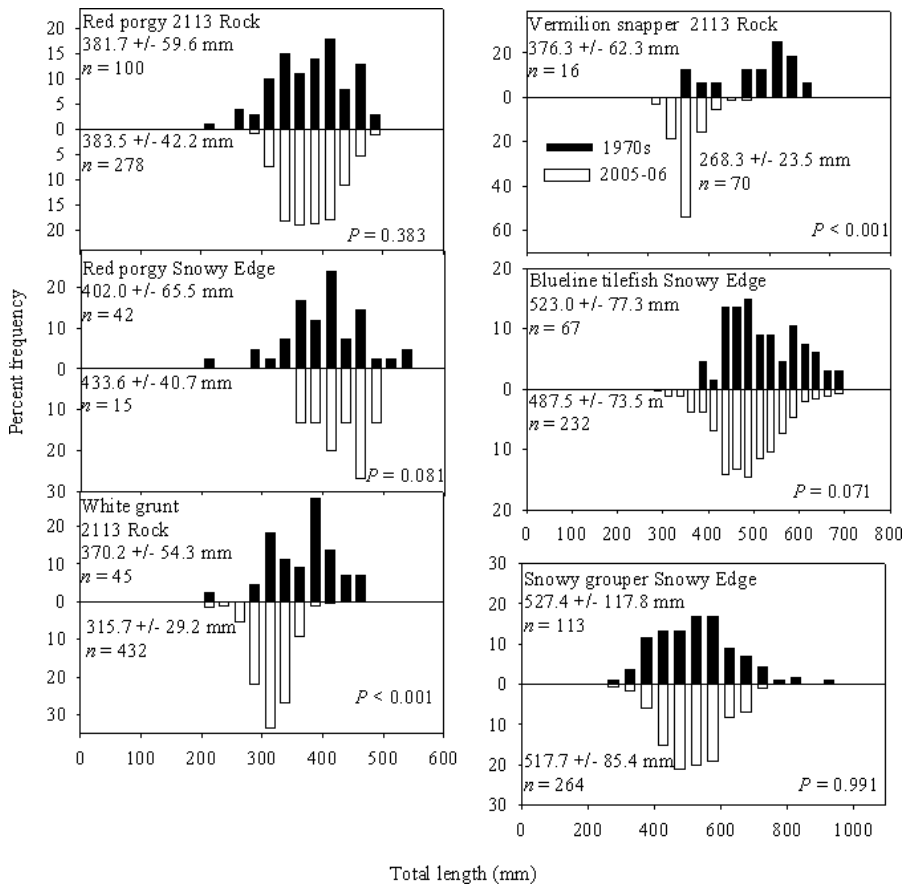 Percent frequency
Red porgy 2113 Rock
381.7 +/- 59.6 mm
n = 100
383.5 +/- 42.2 mm
n = 278
P = 0.383
20
15
10
5
0
5
10
15
20
Red porgy Snowy Edge
402.0 +/- 65.5 mm
n = 42
433.6 +/- 40.7 mm
n = 15
P = 0.081
20
10
0
10
20
30
White grunt
2113 Rock
370.2 +/- 54.3 mm
n = 45
315.7 +/- 29.2 mm
n = 432
P < 0.001
20
10
0
10
20
30
0 100 200 300 400 500 600
Vermilion snapper 2113 Rock
376.3 +/- 62.3 mm
n = 16
1970s
2005-06
268.3 +/- 23.5 mm
n = 70
P < 0.001
20
0
20
40
60
Blueline tilefish Snowy Edge
523.0 +/- 77.3 mm
n = 67
487.5 +/- 73.5 m
n = 232
P = 0.071
20
10
0
10
20
0 100 200 300 400 500 600 700 800
Snowy grouper Snowy Edge
527.4 +/- 117.8 mm
n = 113
517.7 +/- 85.4 mm
n = 264
P = 0.991
30
20
10
0
10
20
30
0 200 400 600 800 1000
Total length (mm)